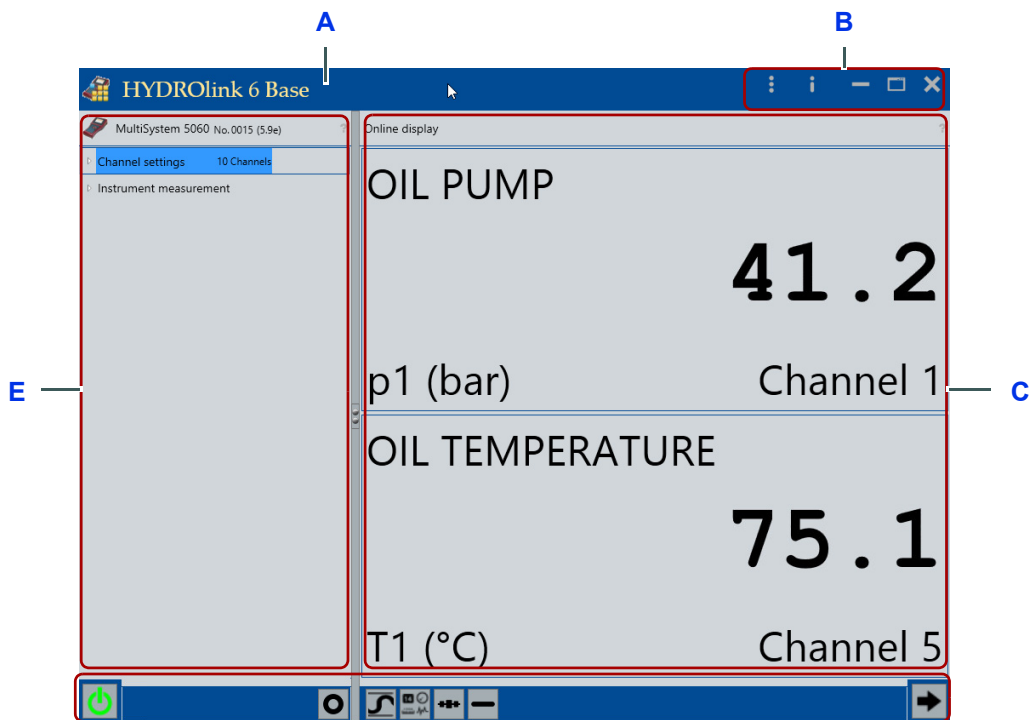 A
B
HYDROlink 6 Base
MultiSystem 5060 No. 0015 (5.9e) ?
Online display ?
Channel settings 10 Channels
Instrument measurement
OIL PUMP
41.2
p1 (bar) Channel 1
E
C
OIL TEMPERATURE
75.1
T1 (°C) Channel 5